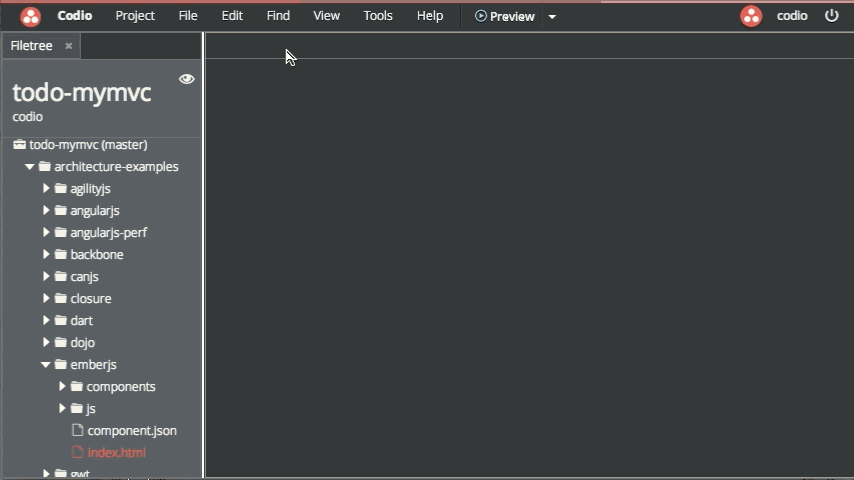 Codio Project File Edit Find View Tools Help Preview codio
Filetree ×
todo-mymvc
codio
todo-mymvc (master)
architecture-examples
agilityjs
angularjs
angularjs-perf
backbone
canjs
closure
dart
dojo
emberjs
components
js
component.json
index.html
gwt